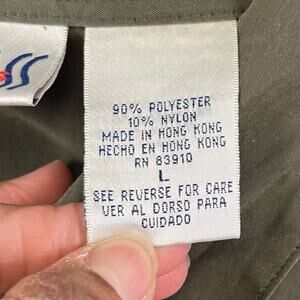 90% POLYESTER
10% NYLON
MADE IN HONG KONG
HECHO EN HONG KONG
RN 83910
L
SEE REVERSE FOR CARE
VER AL DORSO PARA
CUIDADO